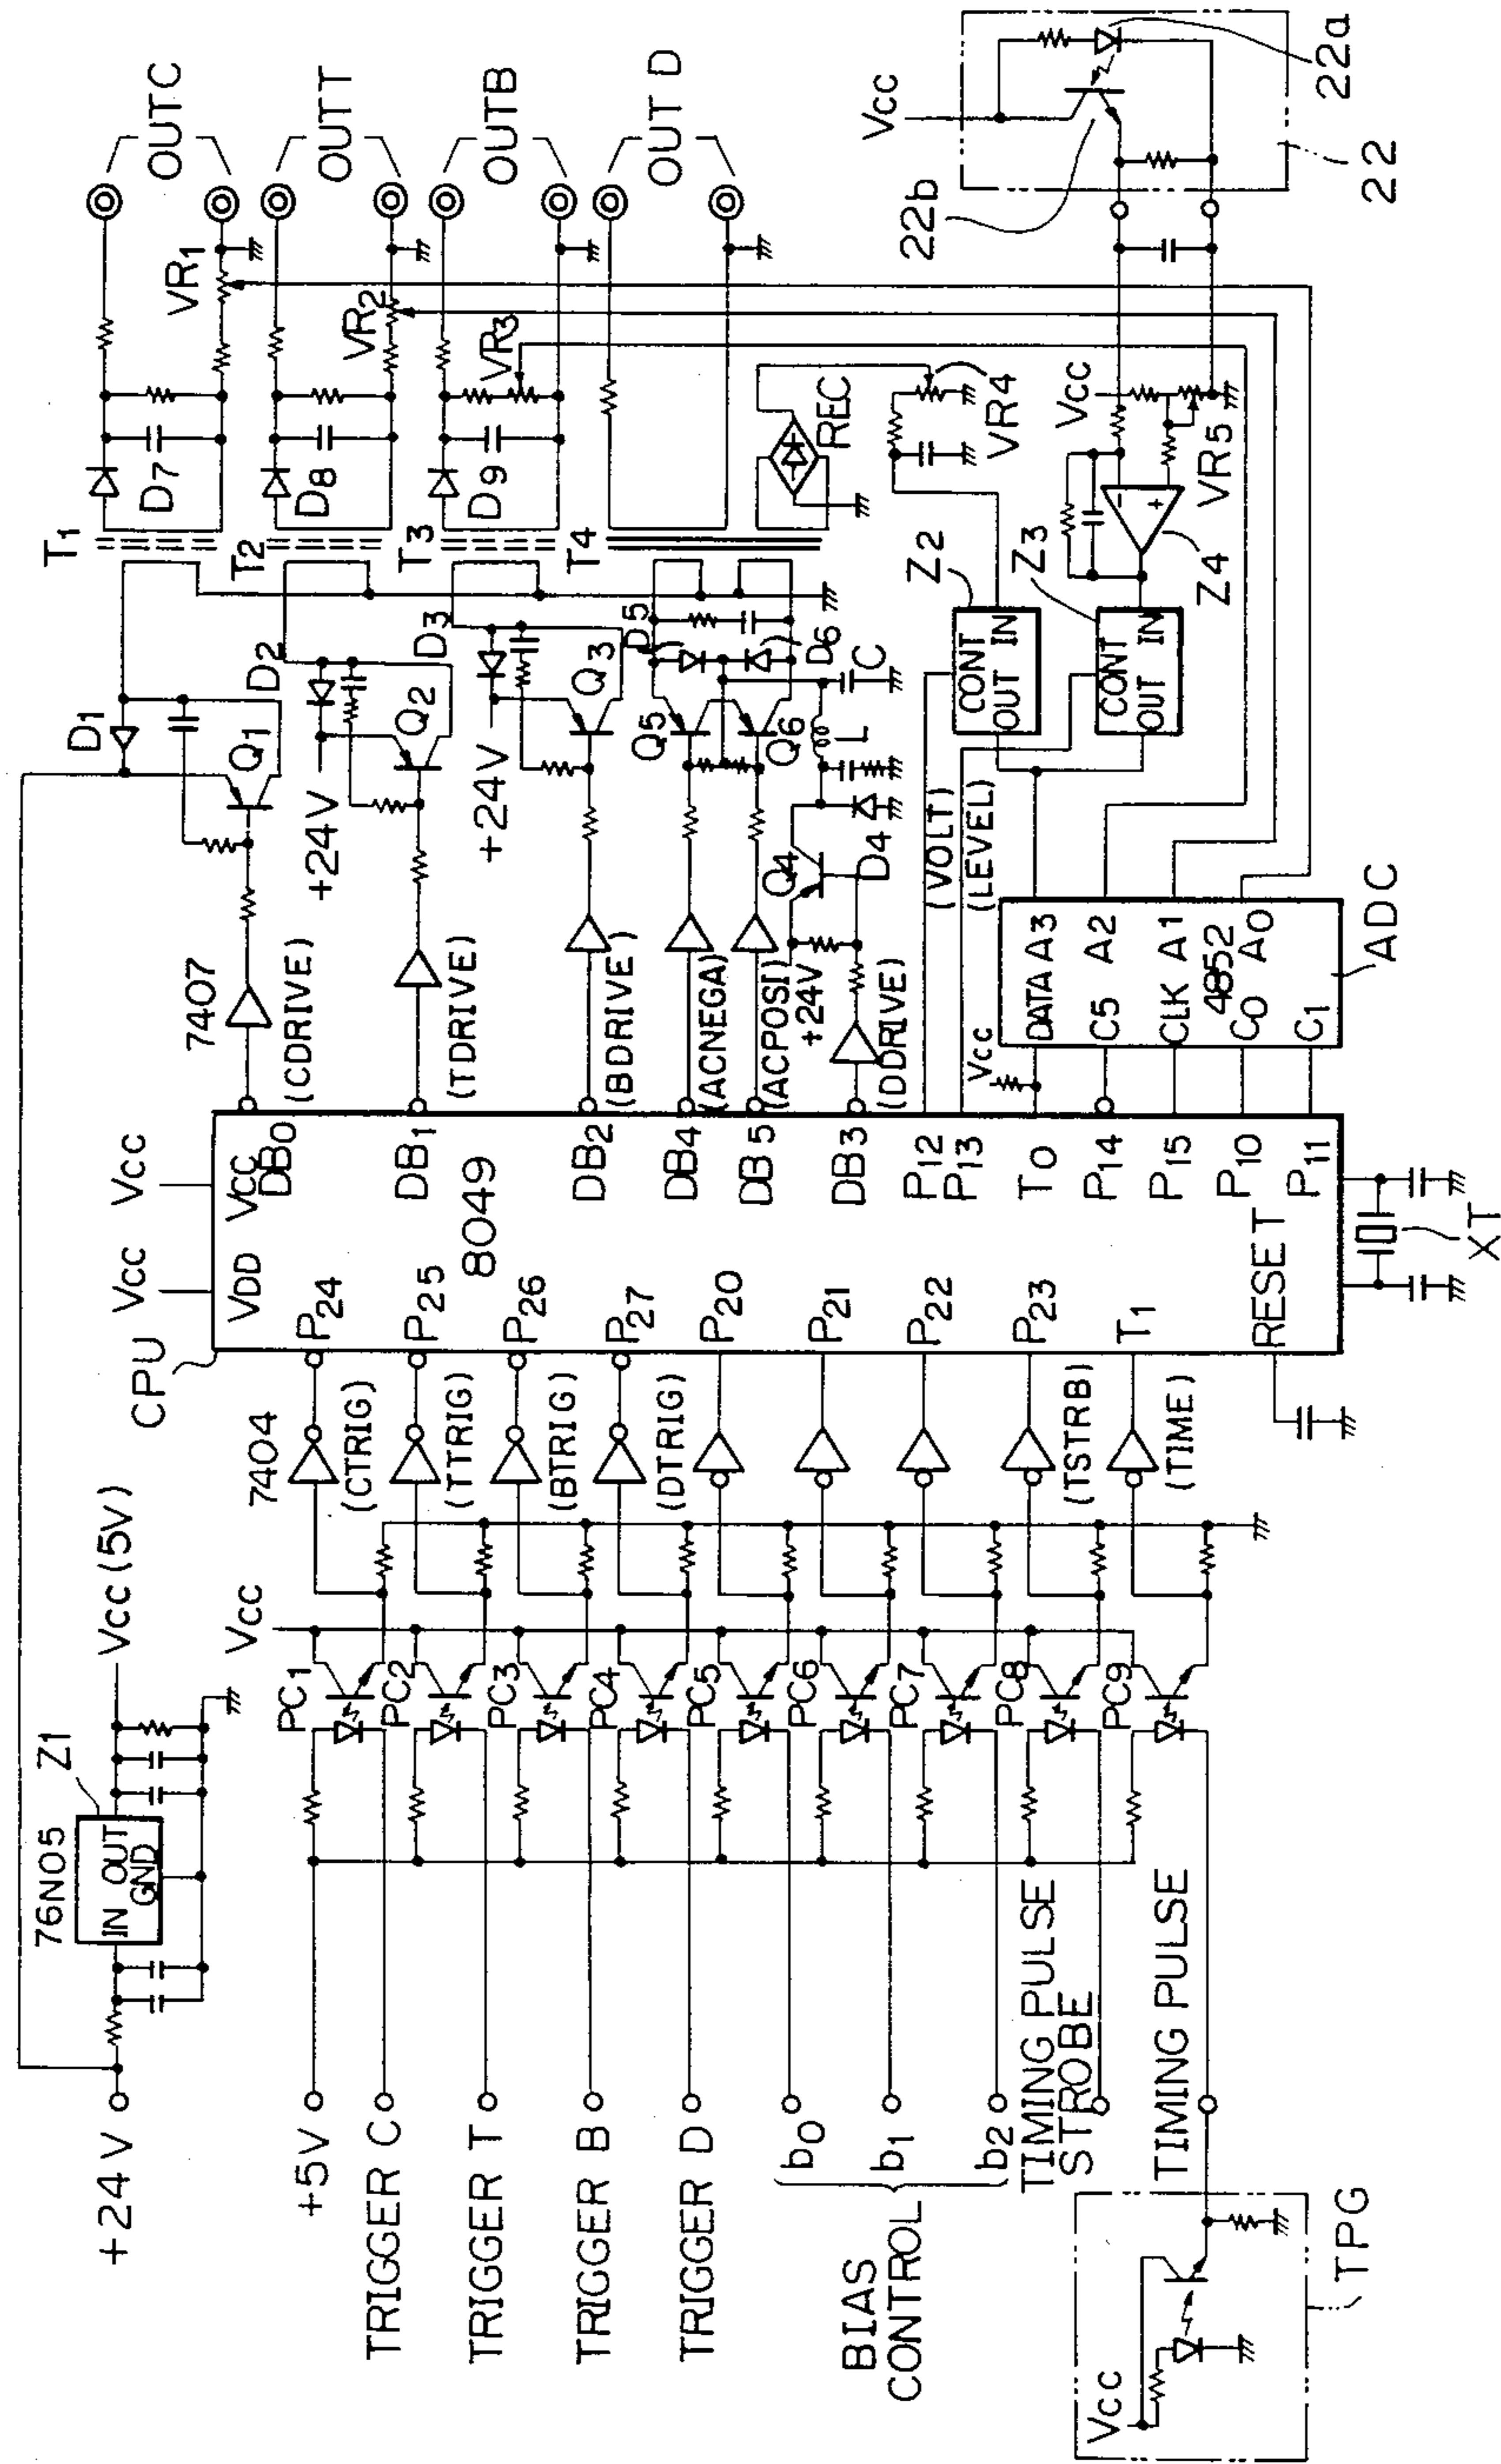 +24V
76N05
Z1
IN OUT
GND
Vcc (5V)
+5V
TRIGGER C
TRIGGER T
TRIGGER B
TRIGGER D
b0
b1
b2
BIAS
CONTROL
TIMING PULSE
STROBE
TIMING PULSE
Vcc
TPG
Vcc
PC1
PC2
PC3
PC4
PC5
PC6
PC7
PC8
PC9
7404
(CTRIG)
(TTRIG)
(BTRIG)
(DTRIG)
(TSTRB)
(TIME)
CPU
Vcc
Vcc
VDD
VCC
8049
P24
P25
P26
P27
P20
P21
P22
P23
T1
RESET
DB0
DB1
DB2
DB4
DB5
DB3
P12
P13
T0
P14
P15
P10
P11
XT
7407
(CDRIVE)
(TDRIVE)
(BDRIVE)
(ACNEGA)
(ACPOSI)
(DDRIVE)
+24V
+24V
+24V
D1
Q1
D2
Q2
D3
Q3
Q5
Q6
D5
D6
Q4
D4
L
C
(VOLT)
(LEVEL)
Vcc
DATA A3
C5 A2
CLK A1
4852
C0 A0
C1
ADC
T1
T2
T3
T4
D7
D8
D9
VR1
VR2
VR3
REC
VR4
Z2
CONT
OUT IN
Z3
CONT
OUT IN
Z4
VR5
Vcc
OUTC
OUTT
OUTB
OUT D
Vcc
22b
22a
22